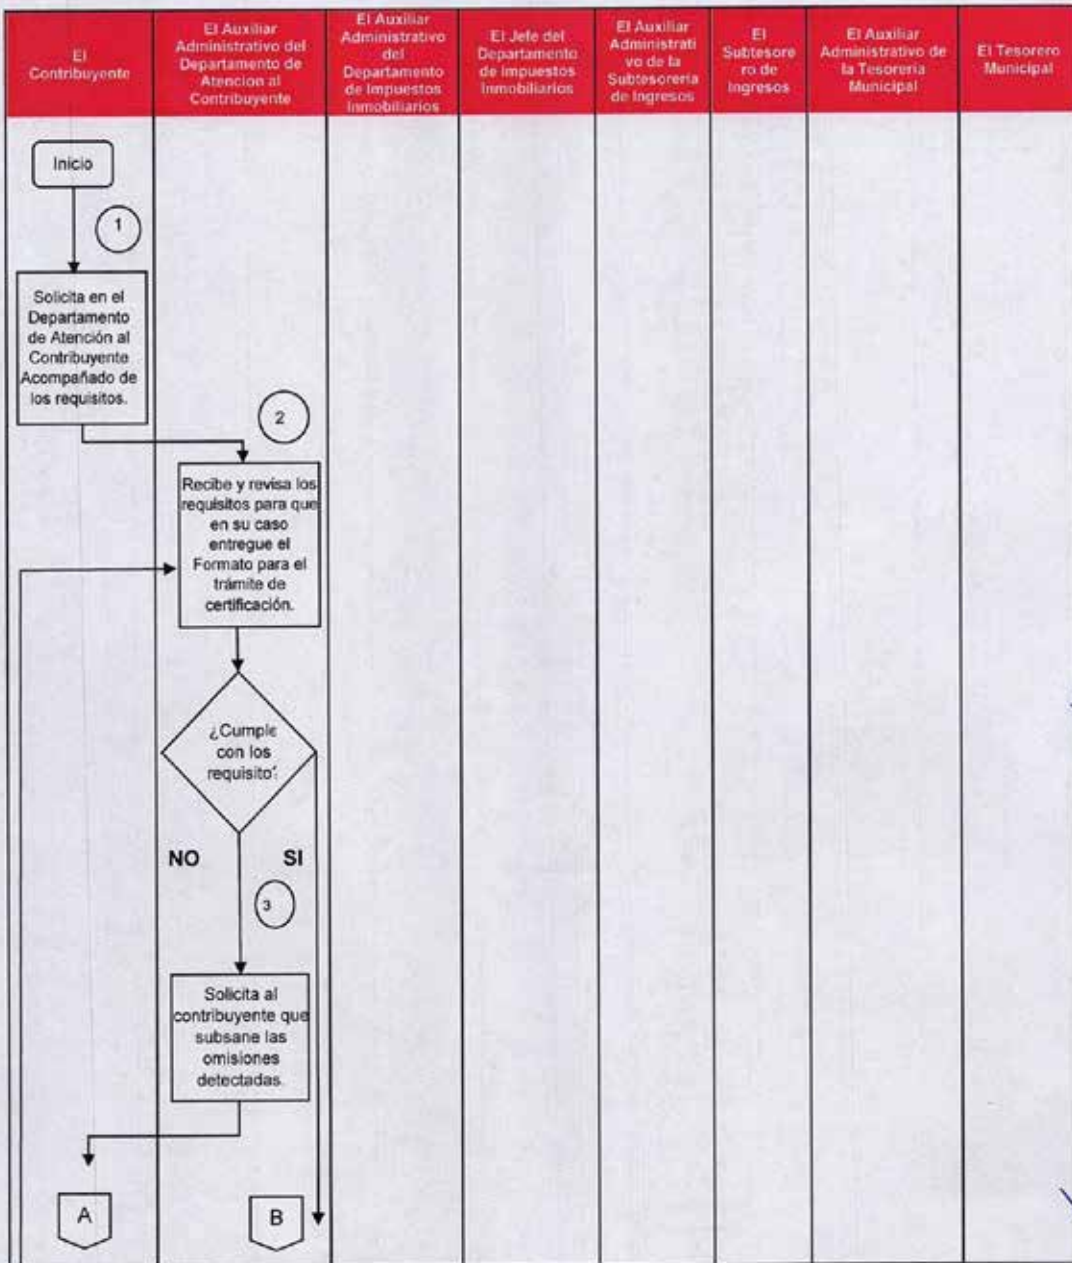 El
Contribuyente
El Auxiliar
Administrativo del
Departamento de
Atencion al
Contribuyente
El Auxiliar
Administrativo
del
Departamento
de Impuestos
Inmobiliarios
El Jefe del
Departamento
de Impuestos
Inmobiliarios
El Auxiliar
Administrati
vo de la
Subtesorería
de Ingresos
El
Subtesore
ro de
Ingresos
El Auxiliar
Administrativo de
la Tesorería
Municipal
El Tesorero
Municipal
Inicio
1
Solicita en el
Departamento
de Atención al
Contribuyente
Acompañado de
los requisitos.
2
Recibe y revisa los
requisitos para que
en su caso
entregue el
Formato para el
trámite de
certificación.
¿Cumple
con los
requisito?
NO SI
3
Solicita al
contribuyente que
subsane las
omisiones
detectadas.
A
B